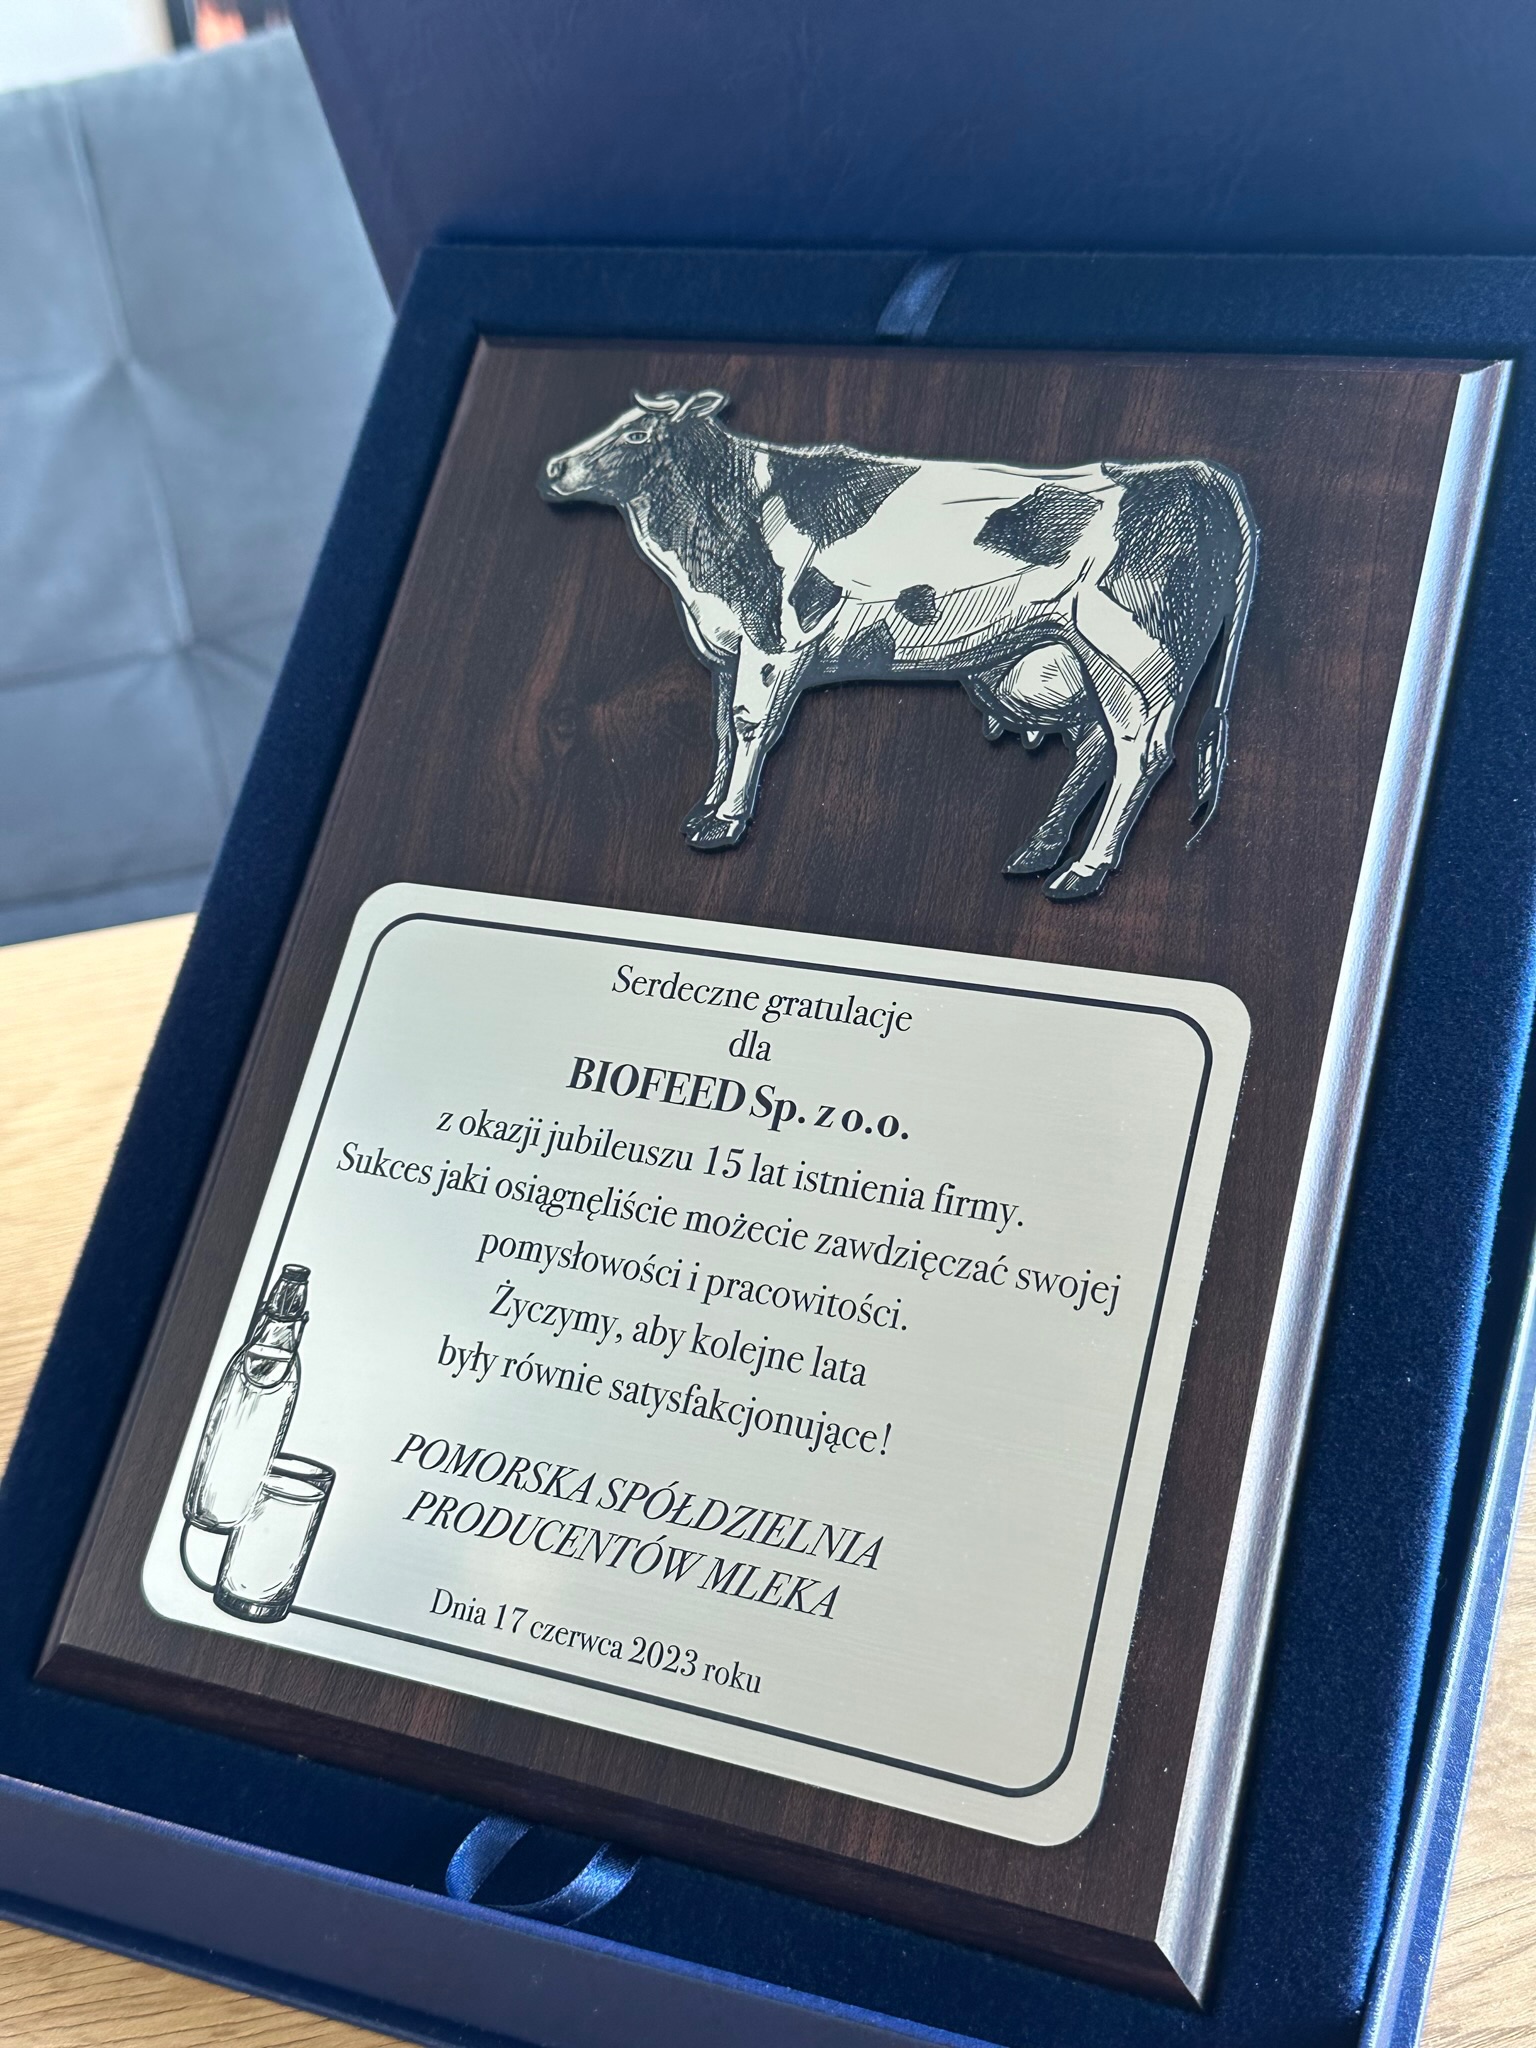 Serdeczne gratulacje
dla
BIOFEED Sp. z o.o.
z okazji jubileuszu 15 lat istnienia firmy.
Sukces jaki osiągnęliście możecie zawdzięczać swojej
pomysłowości i pracowitości.
Życzymy, aby kolejne lata
były równie satysfakcjonujące!
POMORSKA SPÓŁDZIELNIA
PRODUCENTÓW MLEKA
Dnia 17 czerwca 2023 roku